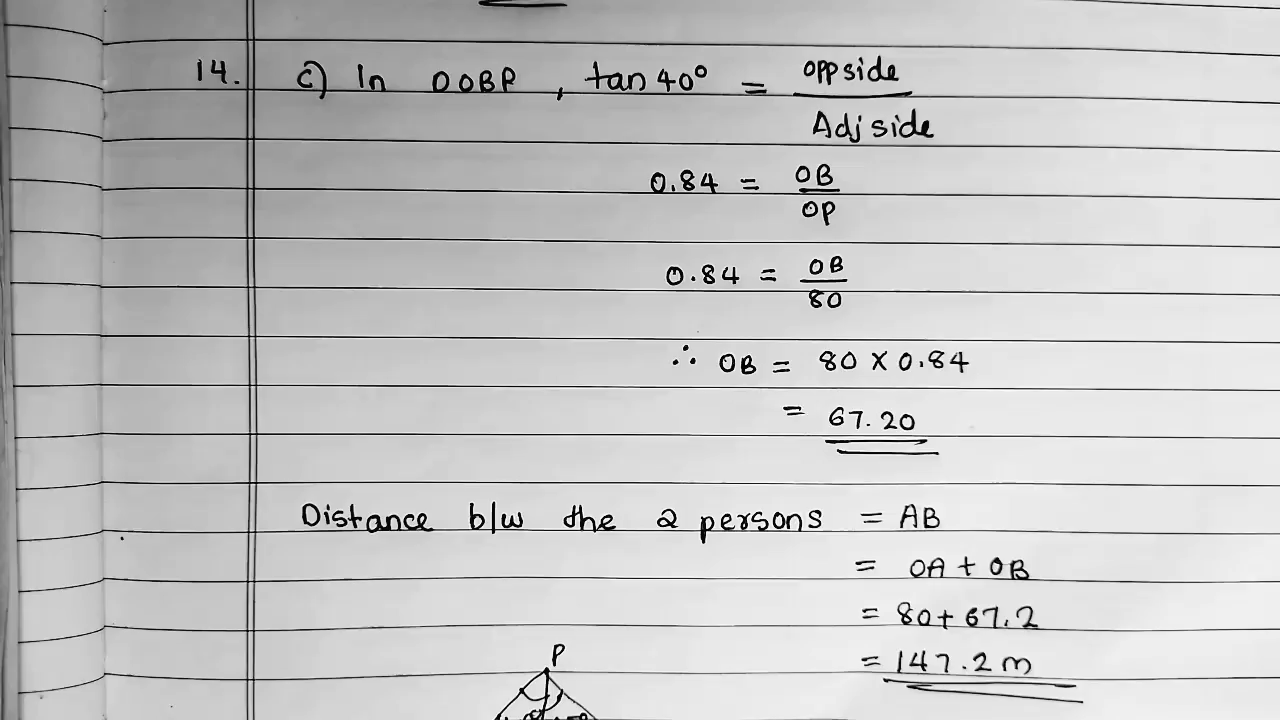 14. c) In △OBP, tan 40° = opp side / Adj side
0.84 = OB / OP
0.84 = OB / 80
∴ OB = 80 × 0.84
= 67.20
Distance b/w the 2 persons = AB
= OA + OB
= 80 + 67.2
= 147.2 m
P